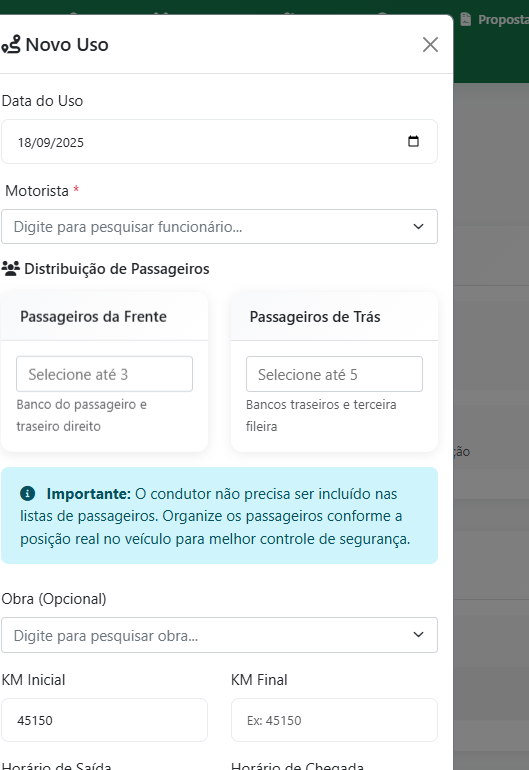 Proposta
Novo Uso
Data do Uso
18/09/2025
Motorista *
Digite para pesquisar funcionário...
Distribuição de Passageiros
Passageiros da Frente
Passageiros de Trás
Selecione até 3
Selecione até 5
Banco do passageiro e
traseiro direito
Bancos traseiros e terceira
fileira
Importante: O condutor não precisa ser incluído nas
listas de passageiros. Organize os passageiros conforme a
posição real no veículo para melhor controle de segurança.
ção
Obra (Opcional)
Digite para pesquisar obra...
KM Inicial
KM Final
45150
Ex: 45150
Horário de Saída
Horário de Chegada